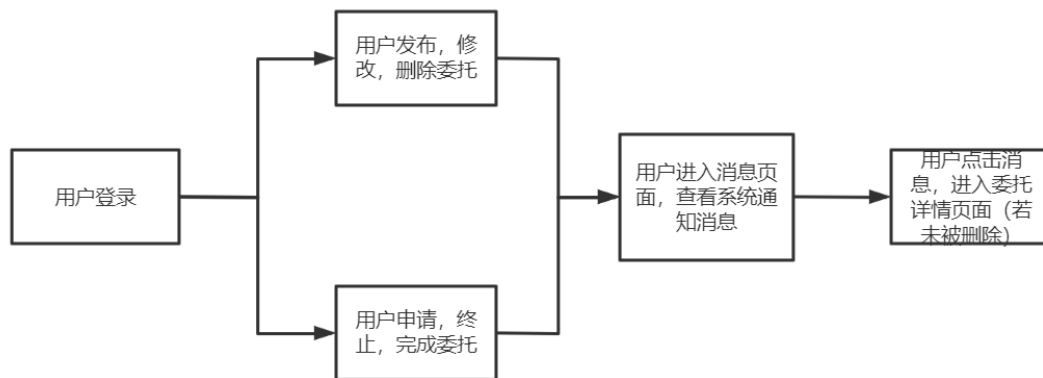 用户登录
用户发布，修
改，删除委托
用户申请，终
止，完成委托
用户进入消息页
面，查看系统通
知消息
用户点击消
息，进入委托
详情页面（若
未被删除）